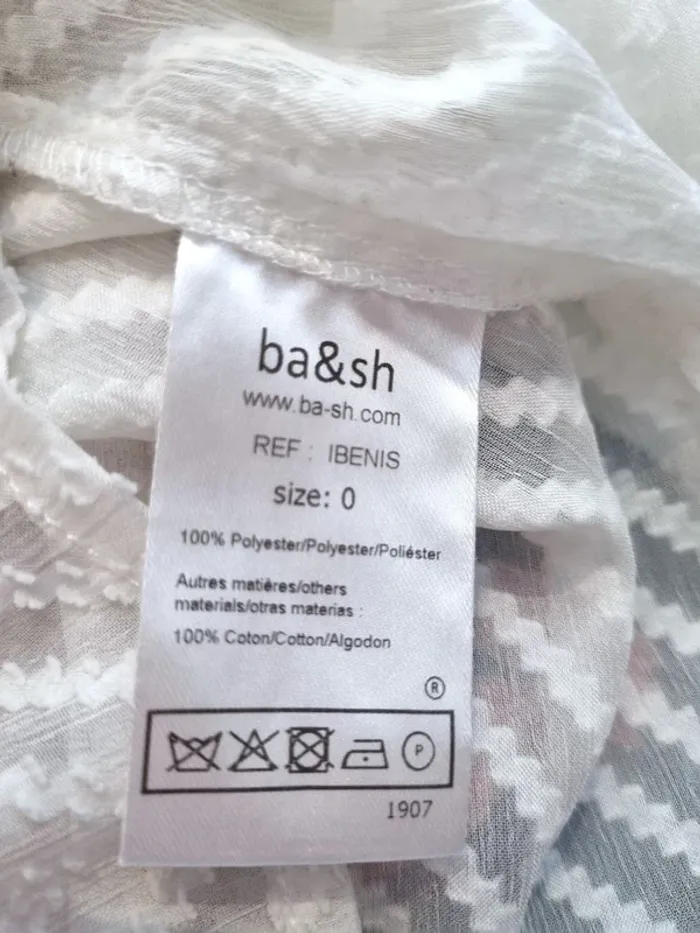 ba&sh
www.ba-sh.com
REF : IBENIS
size: 0
100% Polyester/Polyester/Poliéster
Autres matières/others
materials/otras materias :
100% Coton/Cotton/Algodon
®
P
1907